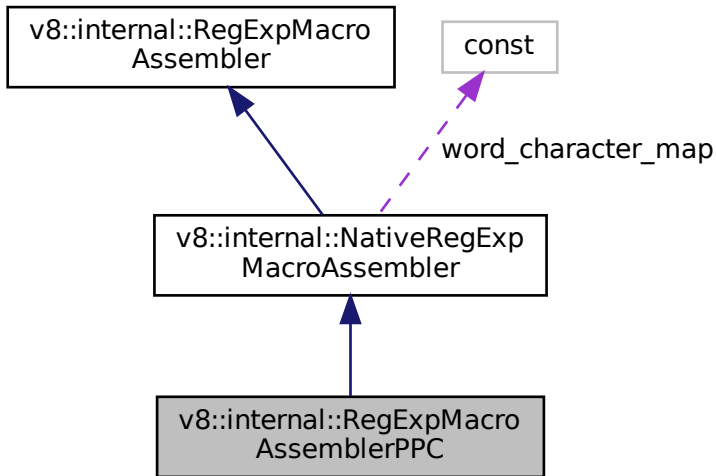 v8::internal::RegExpMacro
Assembler
const
word_character_map
v8::internal::NativeRegExp
MacroAssembler
v8::internal::RegExpMacro
AssemblerPPC